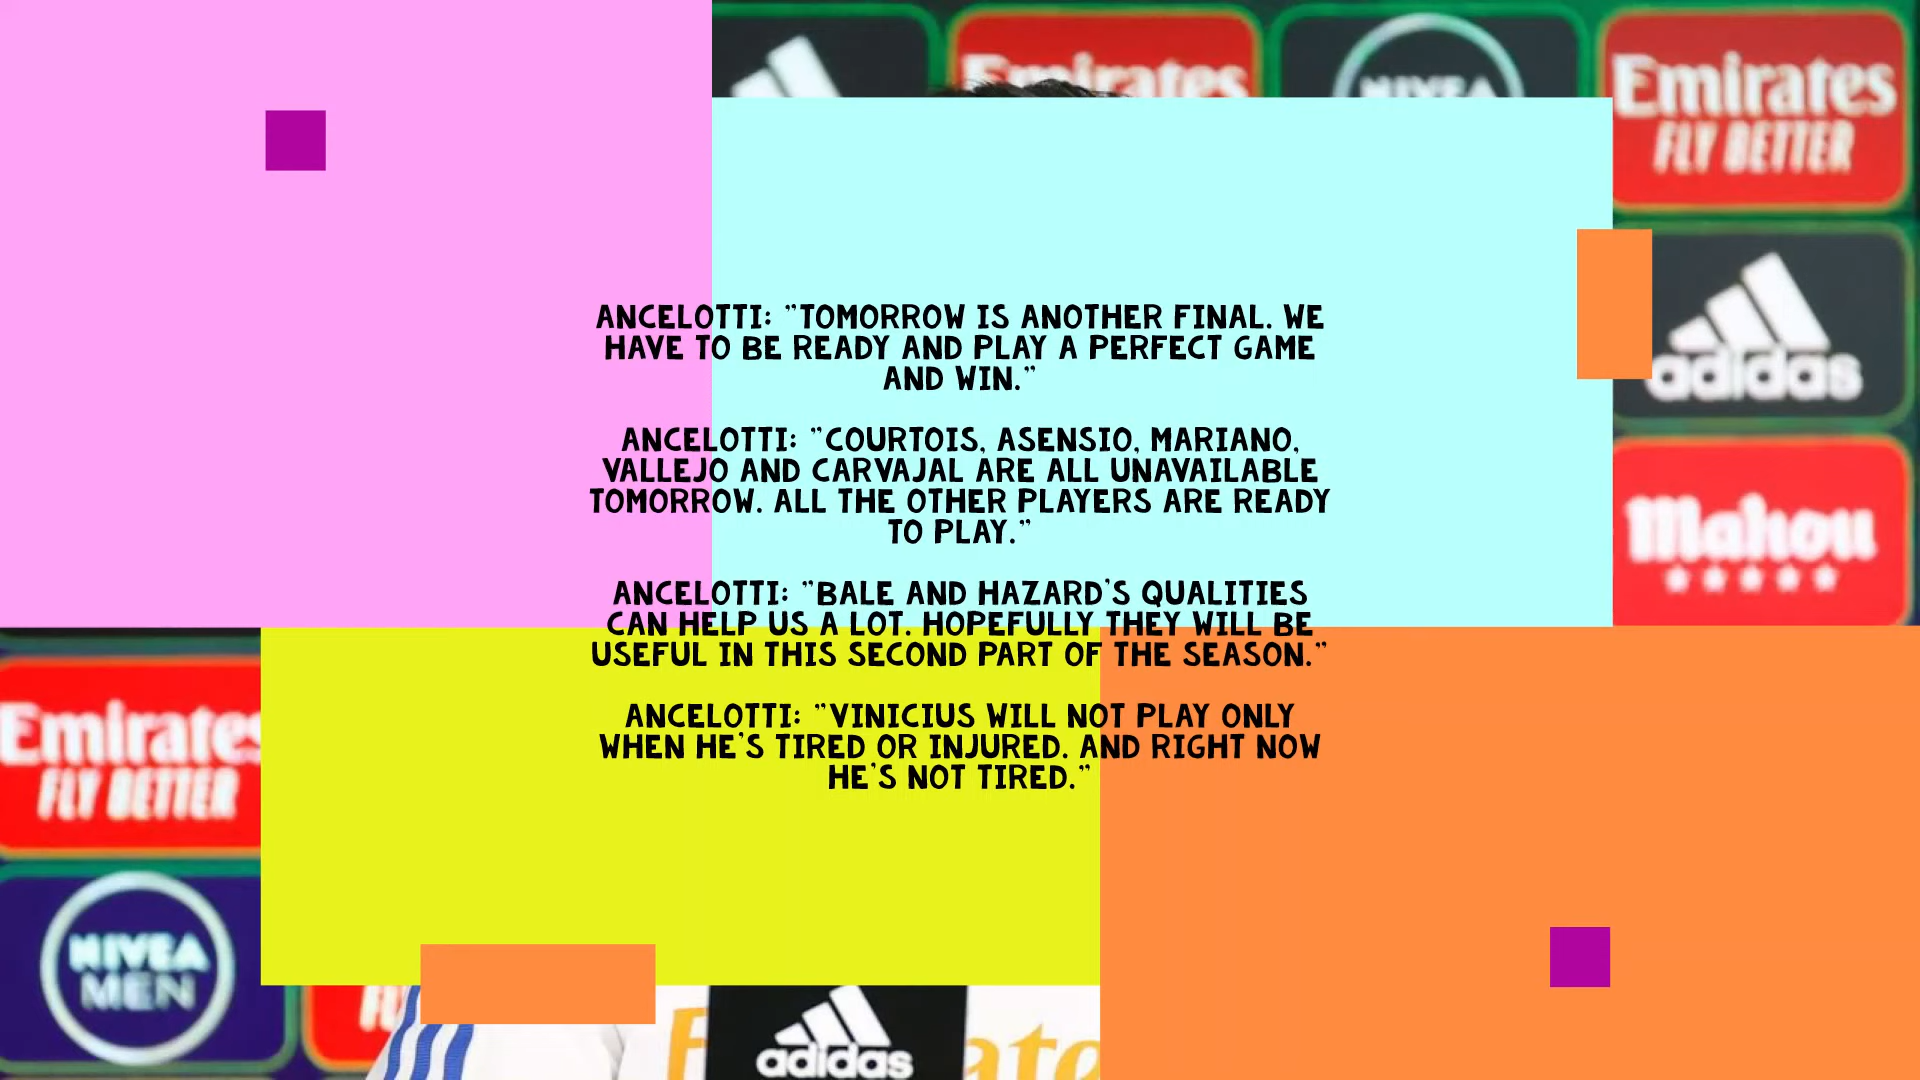 Emirates
NIVEA
Emirates
FLY BETTER
adidas
Mahou
ANCELOTTI: "TOMORROW IS ANOTHER FINAL. WE
HAVE TO BE READY AND PLAY A PERFECT GAME
AND WIN."
ANCELOTTI: "COURTOIS, ASENSIO, MARIANO,
VALLEJO AND CARVAJAL ARE ALL UNAVAILABLE
TOMORROW. ALL THE OTHER PLAYERS ARE READY
TO PLAY."
ANCELOTTI: "BALE AND HAZARD'S QUALITIES
CAN HELP US A LOT. HOPEFULLY THEY WILL BE
USEFUL IN THIS SECOND PART OF THE SEASON."
ANCELOTTI: "VINICIUS WILL NOT PLAY ONLY
WHEN HE'S TIRED OR INJURED. AND RIGHT NOW
HE'S NOT TIRED."
Emirates
FLY BETTER
NIVEA
MEN
adidas